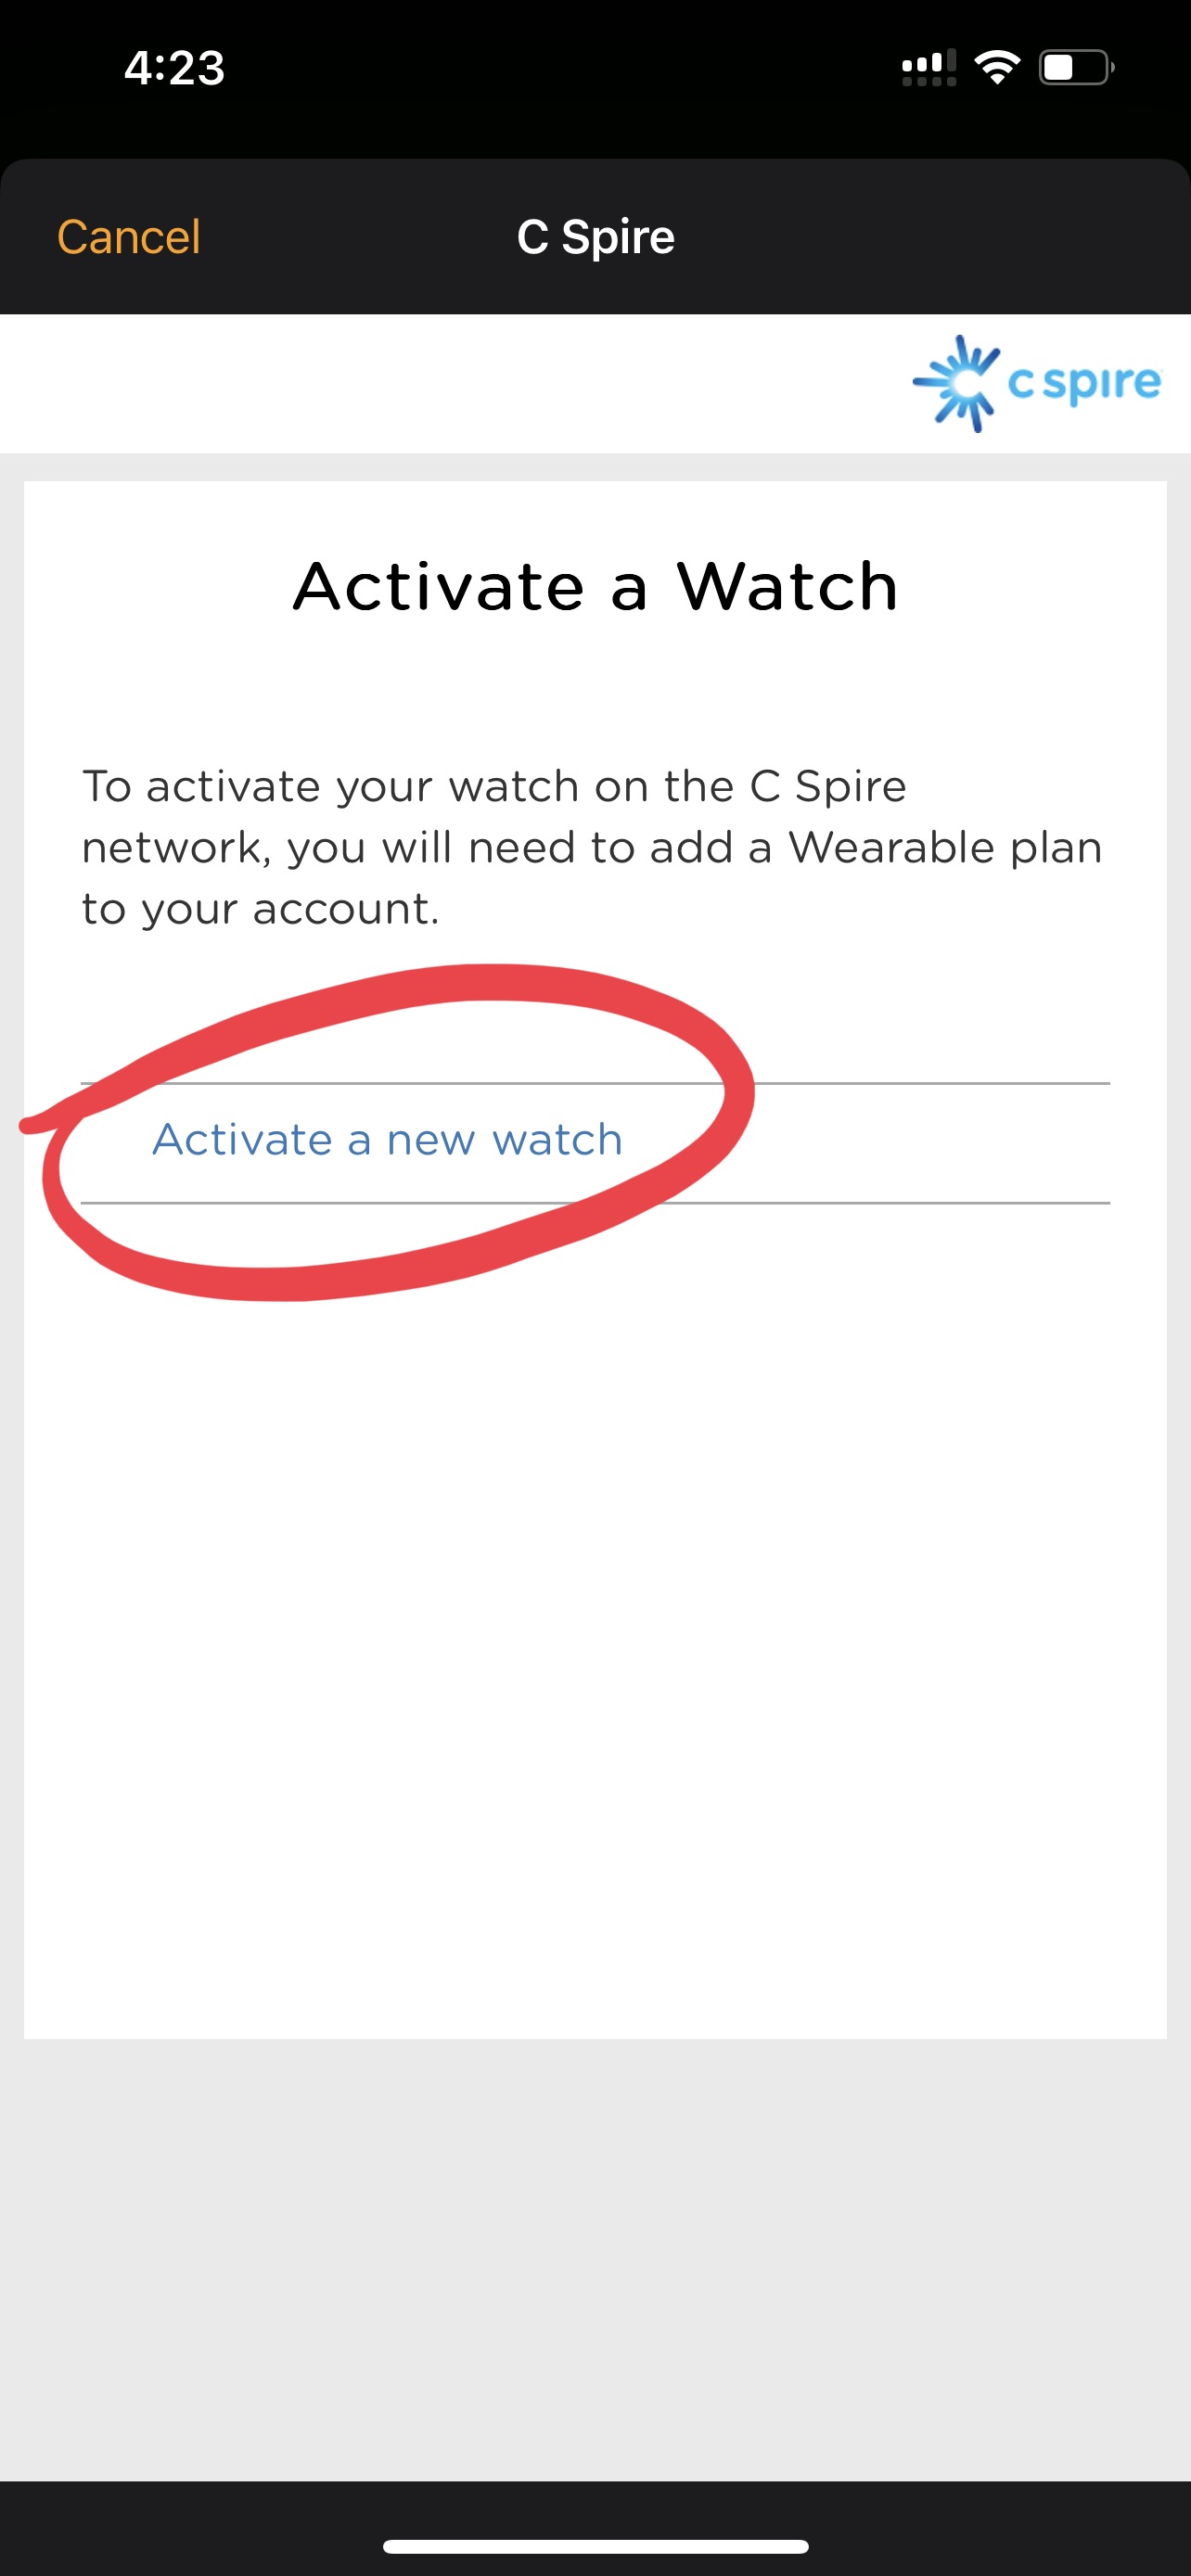 4:23
Cancel
C Spire
c spire
Activate a Watch
To activate your watch on the C Spire
network, you will need to add a Wearable plan
to your account.
Activate a new watch